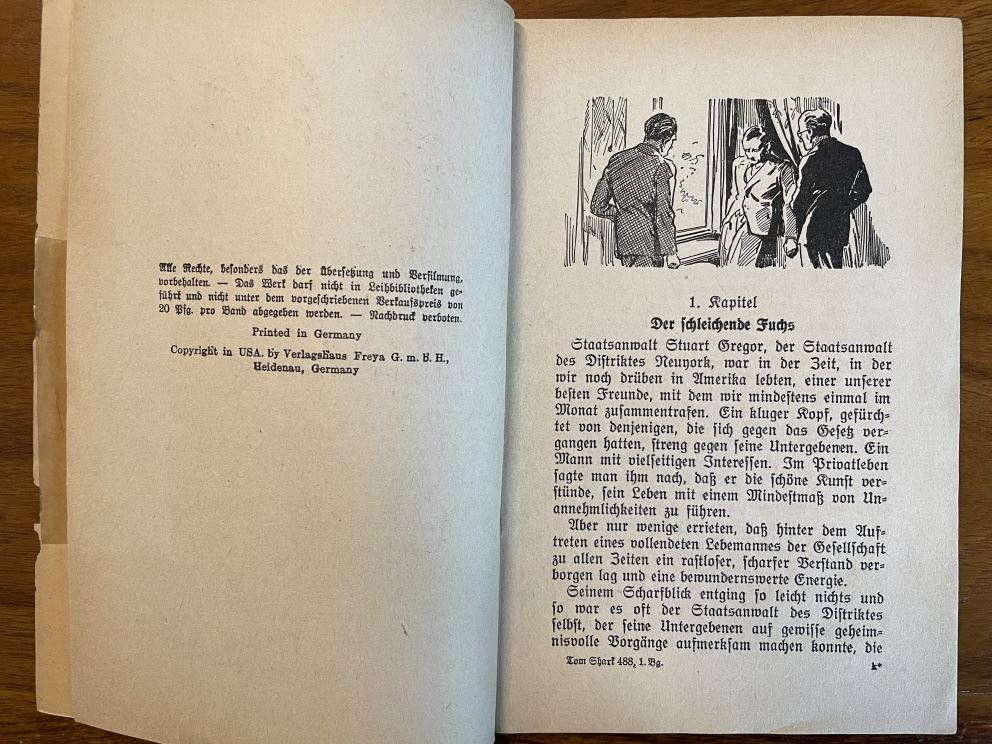 Alle Rechte, besonders das der Übersetzung und Verfilmung,
vorbehalten. — Das Werk darf nicht in Leihbibliotheken ge-
führt und nicht unter dem vorgeschriebenen Verkaufspreis von
20 Pfg. pro Band abgegeben werden. — Nachdruck verboten.
Printed in Germany
Copyright in USA. by Verlagshaus Freya G. m. b. H.,
Heidenau, Germany
1. Kapitel
Der schleichende Fuchs
Staatsanwalt Stuart Gregor, der Staatsanwalt
des Distriktes Neuyork, war in der Zeit, in der
wir noch drüben in Amerika lebten, einer unserer
besten Freunde, mit dem wir mindestens einmal im
Monat zusammentrafen. Ein kluger Kopf, gefürch-
tet von denjenigen, die sich gegen das Gesetz ver-
gangen hatten, streng gegen seine Untergebenen. Ein
Mann mit vielseitigen Interessen. Im Privatleben
sagte man ihm nach, daß er die schöne Kunst ver-
stünde, sein Leben mit einem Mindestmaß von Un-
annehmlichkeiten zu führen.
Aber nur wenige errieten, daß hinter dem Auf-
treten eines vollendeten Lebemannes der Gesellschaft
zu allen Zeiten ein rastloser, scharfer Verstand ver-
borgen lag und eine bewundernswerte Energie.
Seinem Scharfblick entging so leicht nichts und
so war es oft der Staatsanwalt des Distriktes
selbst, der seine Untergebenen auf gewisse geheim-
nisvolle Vorgänge aufmerksam machen konnte, die
Tom Shark 488, 1. Bg.
k*